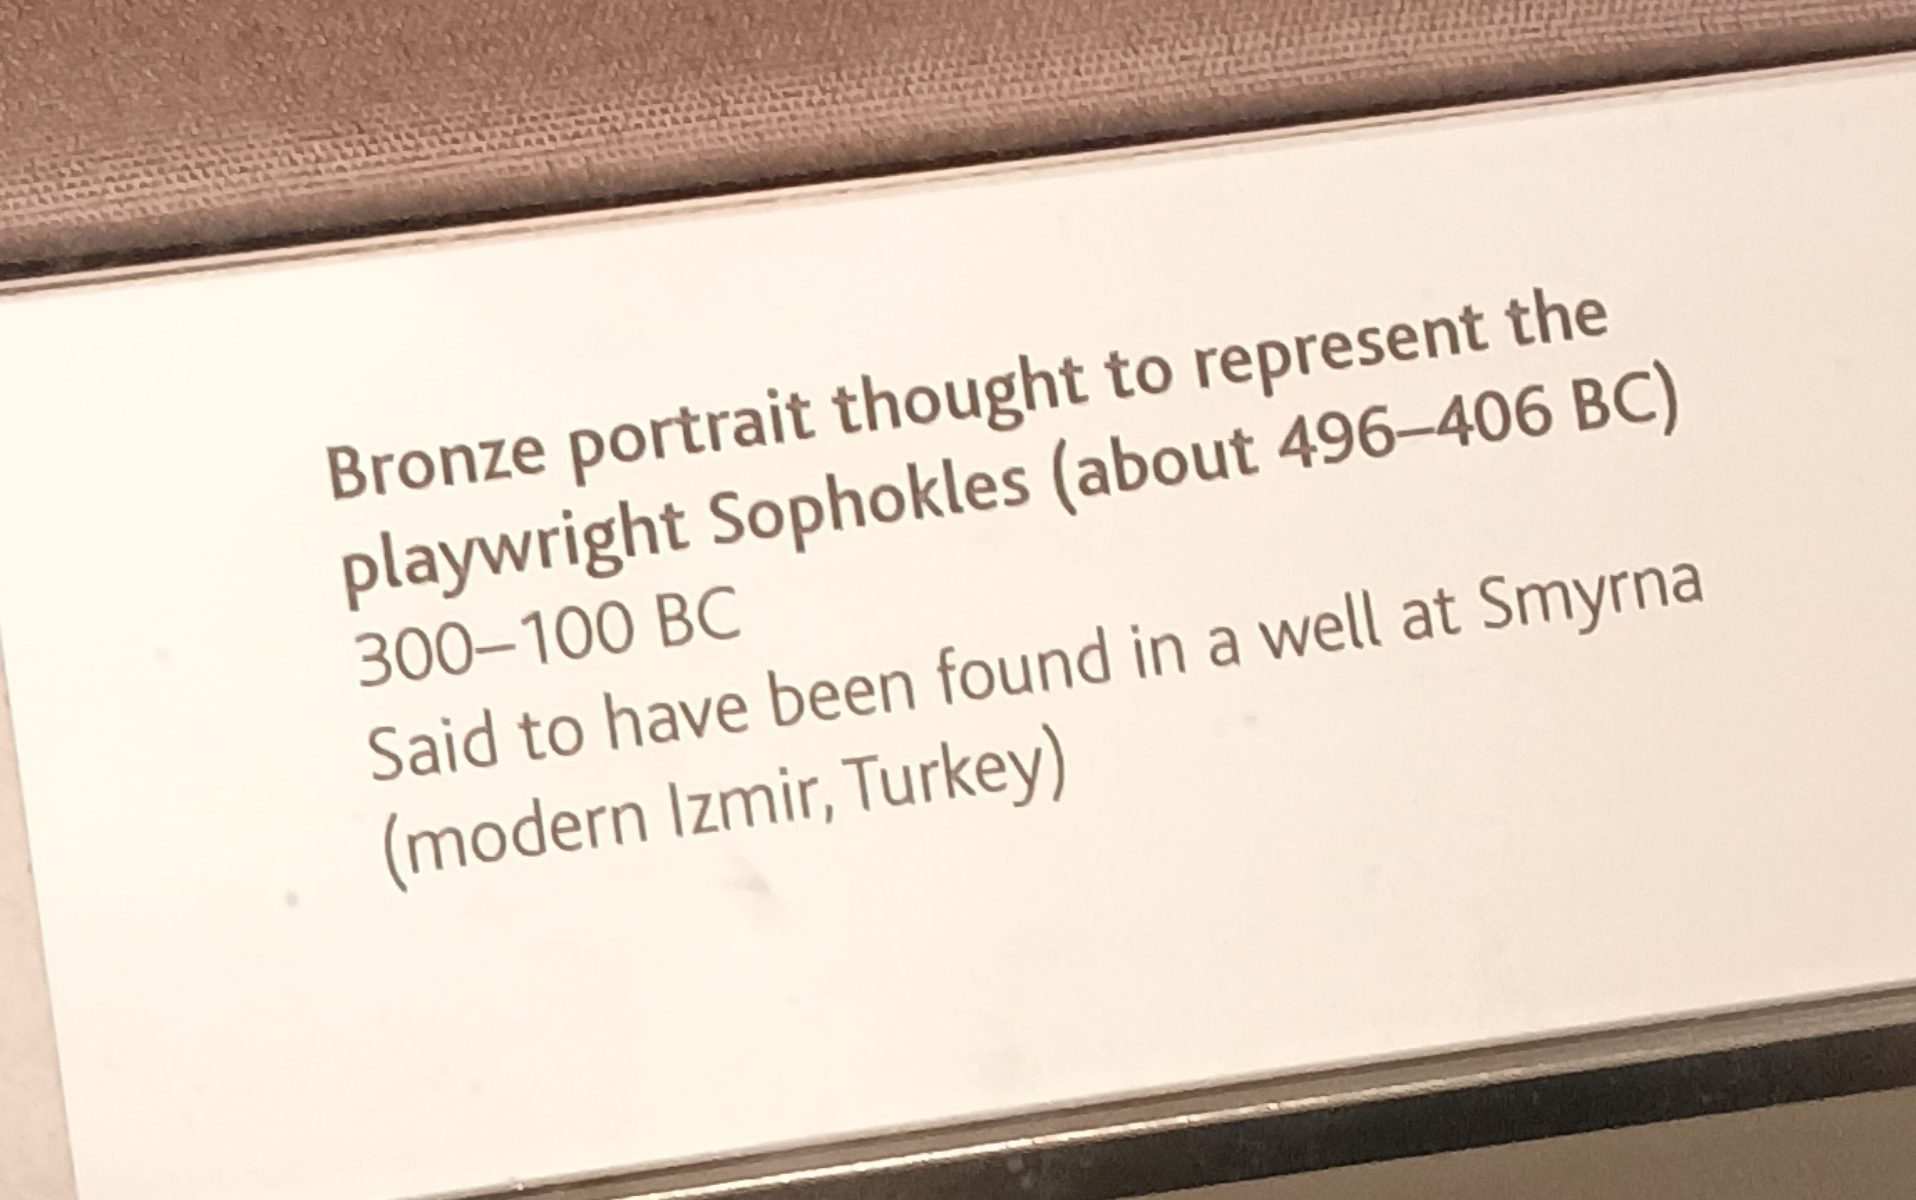 Bronze portrait thought to represent the
playwright Sophokles (about 496–406 BC)
300–100 BC
Said to have been found in a well at Smyrna
(modern Izmir, Turkey)